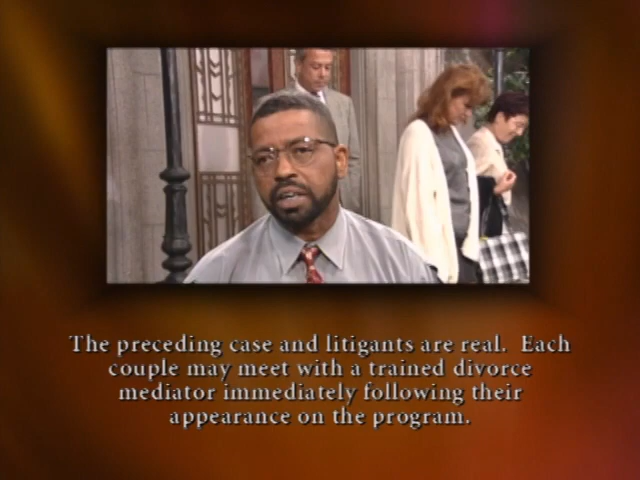 The preceding case and litigants are real. Each
couple may meet with a trained divorce
mediator immediately following their
appearance on the program.